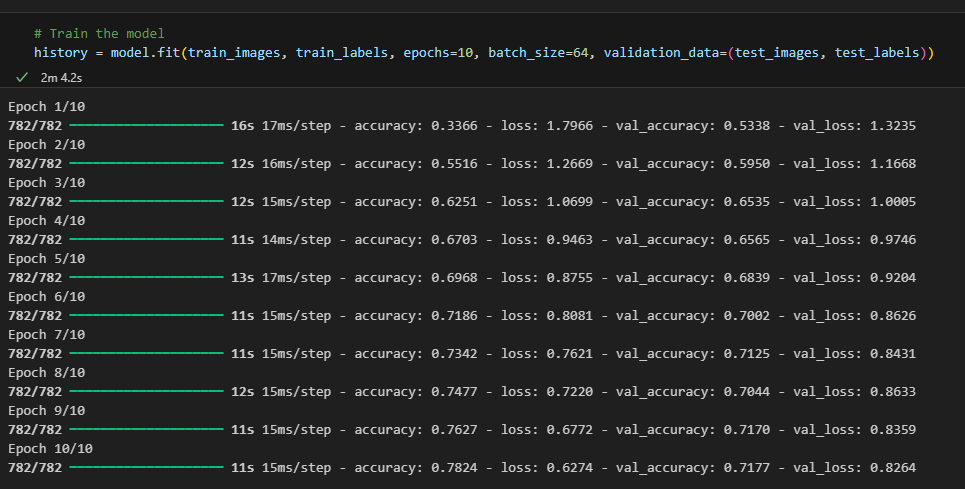 # Train the model
history = model.fit(train_images, train_labels, epochs=10, batch_size=64, validation_data=(test_images, test_labels))
2m 4.2s
Epoch 1/10
782/782 ━━━━━━━━━━━━━━━━━━━━ 16s 17ms/step - accuracy: 0.3366 - loss: 1.7966 - val_accuracy: 0.5338 - val_loss: 1.3235
Epoch 2/10
782/782 ━━━━━━━━━━━━━━━━━━━━ 12s 16ms/step - accuracy: 0.5516 - loss: 1.2669 - val_accuracy: 0.5950 - val_loss: 1.1668
Epoch 3/10
782/782 ━━━━━━━━━━━━━━━━━━━━ 12s 15ms/step - accuracy: 0.6251 - loss: 1.0699 - val_accuracy: 0.6535 - val_loss: 1.0005
Epoch 4/10
782/782 ━━━━━━━━━━━━━━━━━━━━ 11s 14ms/step - accuracy: 0.6703 - loss: 0.9463 - val_accuracy: 0.6565 - val_loss: 0.9746
Epoch 5/10
782/782 ━━━━━━━━━━━━━━━━━━━━ 13s 17ms/step - accuracy: 0.6968 - loss: 0.8755 - val_accuracy: 0.6839 - val_loss: 0.9204
Epoch 6/10
782/782 ━━━━━━━━━━━━━━━━━━━━ 11s 15ms/step - accuracy: 0.7186 - loss: 0.8081 - val_accuracy: 0.7002 - val_loss: 0.8626
Epoch 7/10
782/782 ━━━━━━━━━━━━━━━━━━━━ 11s 15ms/step - accuracy: 0.7342 - loss: 0.7621 - val_accuracy: 0.7125 - val_loss: 0.8431
Epoch 8/10
782/782 ━━━━━━━━━━━━━━━━━━━━ 12s 15ms/step - accuracy: 0.7477 - loss: 0.7220 - val_accuracy: 0.7044 - val_loss: 0.8633
Epoch 9/10
782/782 ━━━━━━━━━━━━━━━━━━━━ 11s 15ms/step - accuracy: 0.7627 - loss: 0.6772 - val_accuracy: 0.7170 - val_loss: 0.8359
Epoch 10/10
782/782 ━━━━━━━━━━━━━━━━━━━━ 11s 15ms/step - accuracy: 0.7824 - loss: 0.6274 - val_accuracy: 0.7177 - val_loss: 0.8264